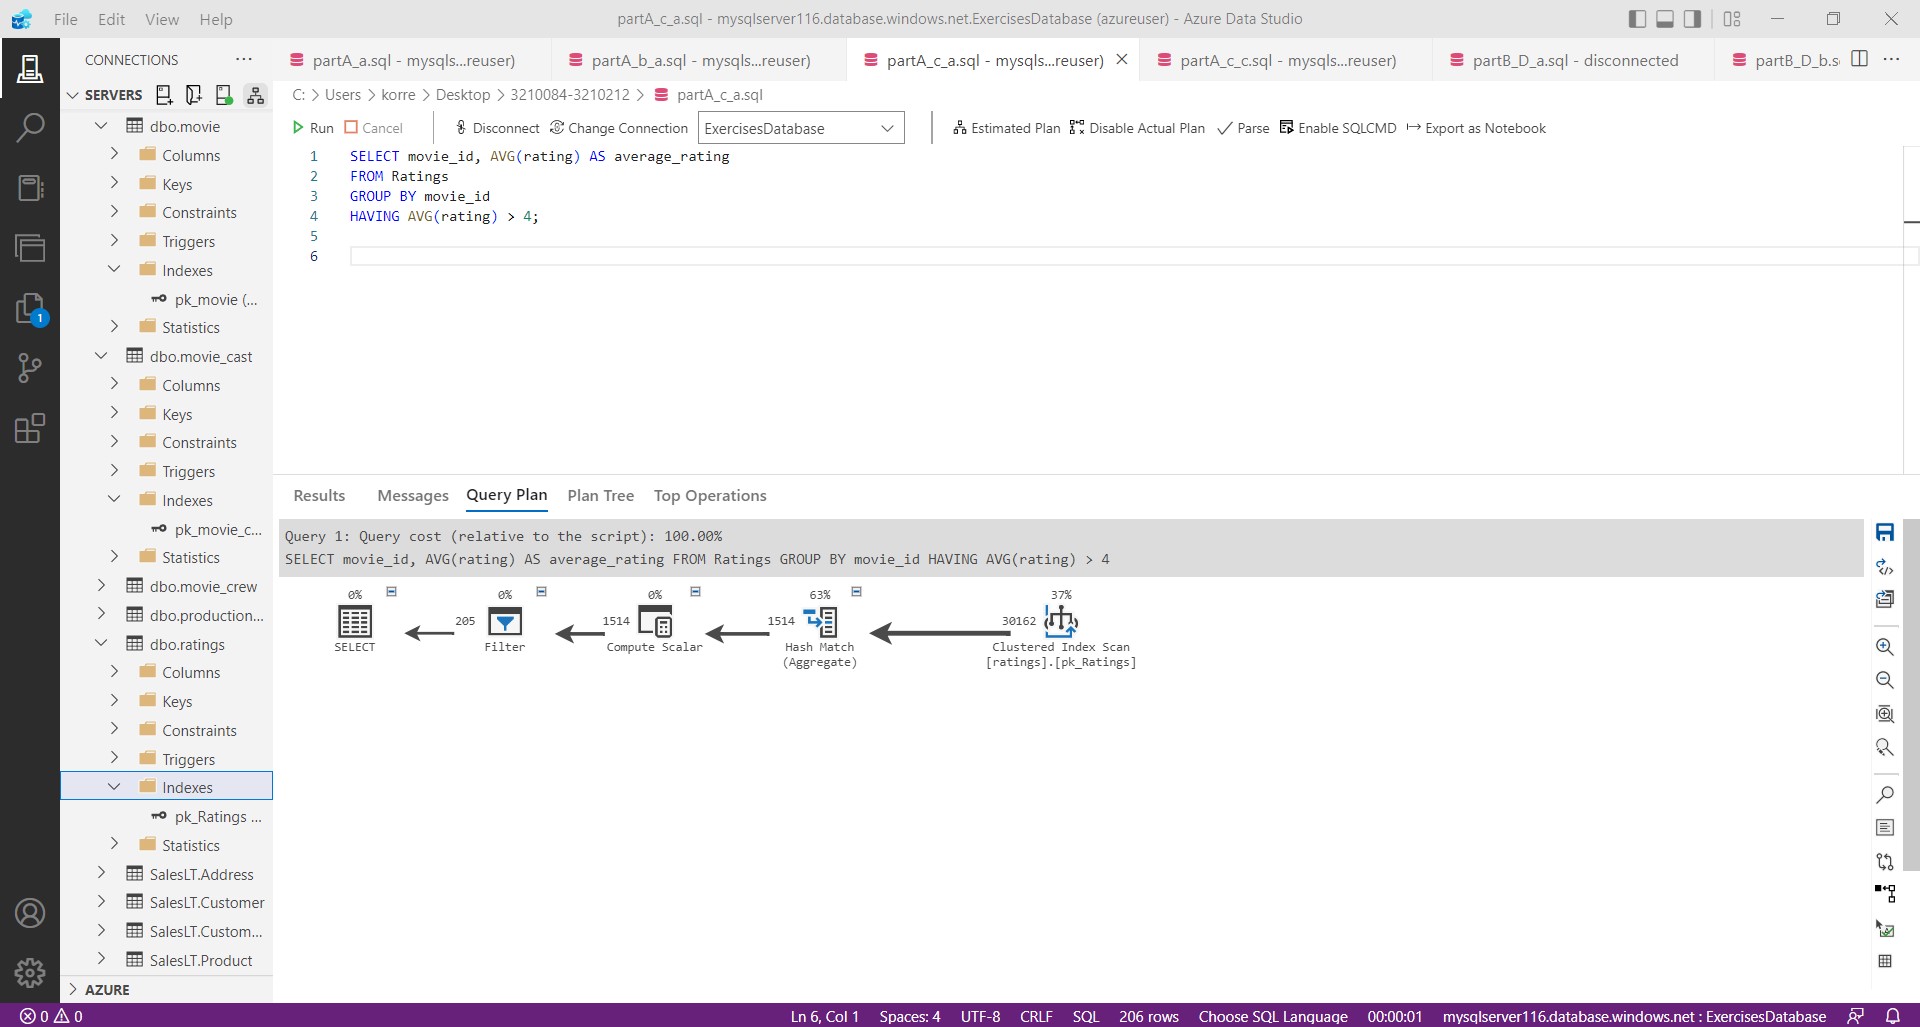 File Edit View Help
partA_c_a.sql - mysqlserver116.database.windows.net.ExercisesDatabase (azureuser) - Azure Data Studio
CONNECTIONS
SERVERS
dbo.movie
Columns
Keys
Constraints
Triggers
Indexes
pk_movie (...
Statistics
dbo.movie_cast
Columns
Keys
Constraints
Triggers
Indexes
pk_movie_c...
Statistics
dbo.movie_crew
dbo.production...
dbo.ratings
Columns
Keys
Constraints
Triggers
Indexes
pk_Ratings ...
Statistics
SalesLT.Address
SalesLT.Customer
SalesLT.Custom...
SalesLT.Product
AZURE
1
partA_a.sql - mysqls...reuser)
partA_b_a.sql - mysqls...reuser)
partA_c_a.sql - mysqls...reuser)
partA_c_c.sql - mysqls...reuser)
partB_D_a.sql - disconnected
partB_D_b.s
C: > Users > korre > Desktop > 3210084-3210212 > partA_c_a.sql
Run Cancel Disconnect Change Connection ExercisesDatabase Estimated Plan Disable Actual Plan Parse Enable SQLCMD Export as Notebook
1 SELECT movie_id, AVG(rating) AS average_rating
2 FROM Ratings
3 GROUP BY movie_id
4 HAVING AVG(rating) > 4;
5
6
Results Messages Query Plan Plan Tree Top Operations
Query 1: Query cost (relative to the script): 100.00%
SELECT movie_id, AVG(rating) AS average_rating FROM Ratings GROUP BY movie_id HAVING AVG(rating) > 4
0%
SELECT
205
0%
Filter
1514
0%
Compute Scalar
1514
63%
Hash Match
(Aggregate)
30162
37%
Clustered Index Scan
[ratings].[pk_Ratings]
0 0
Ln 6, Col 1 Spaces: 4 UTF-8 CRLF SQL 206 rows Choose SQL Language 00:00:01 mysqlserver116.database.windows.net : ExercisesDatabase